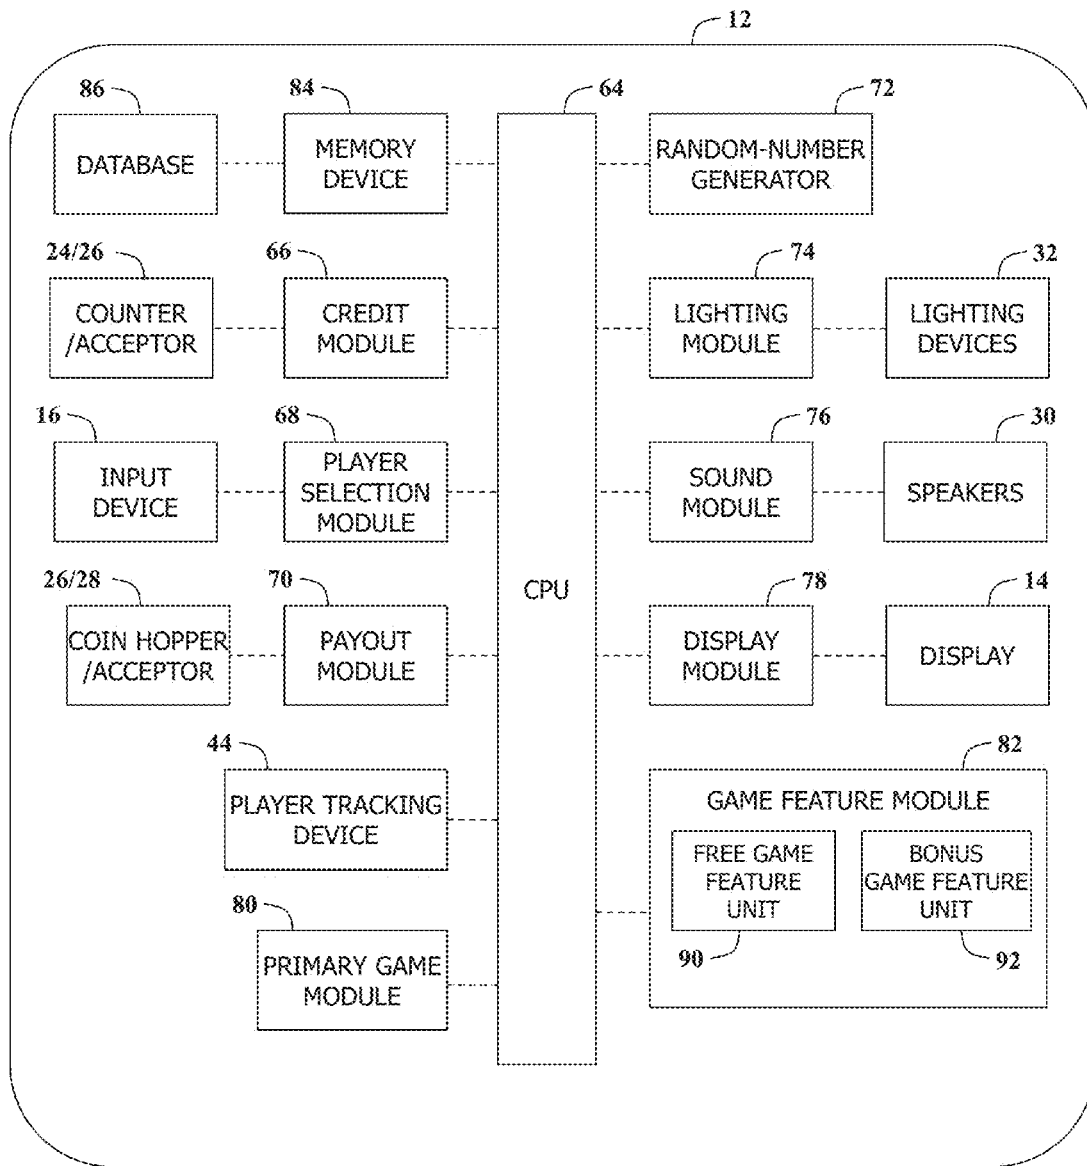 12
86
84
64
72
DATABASE
MEMORY
DEVICE
RANDOM-NUMBER
GENERATOR
24/26
66
74
32
COUNTER
/ACCEPTOR
CREDIT
MODULE
LIGHTING
MODULE
LIGHTING
DEVICES
16
68
76
30
INPUT
DEVICE
PLAYER
SELECTION
MODULE
SOUND
MODULE
SPEAKERS
26/28
70
CPU
78
14
COIN HOPPER
/ACCEPTOR
PAYOUT
MODULE
DISPLAY
MODULE
DISPLAY
44
82
PLAYER TRACKING
DEVICE
GAME FEATURE MODULE
FREE GAME
FEATURE
UNIT
BONUS
GAME FEATURE
UNIT
80
90
92
PRIMARY GAME
MODULE